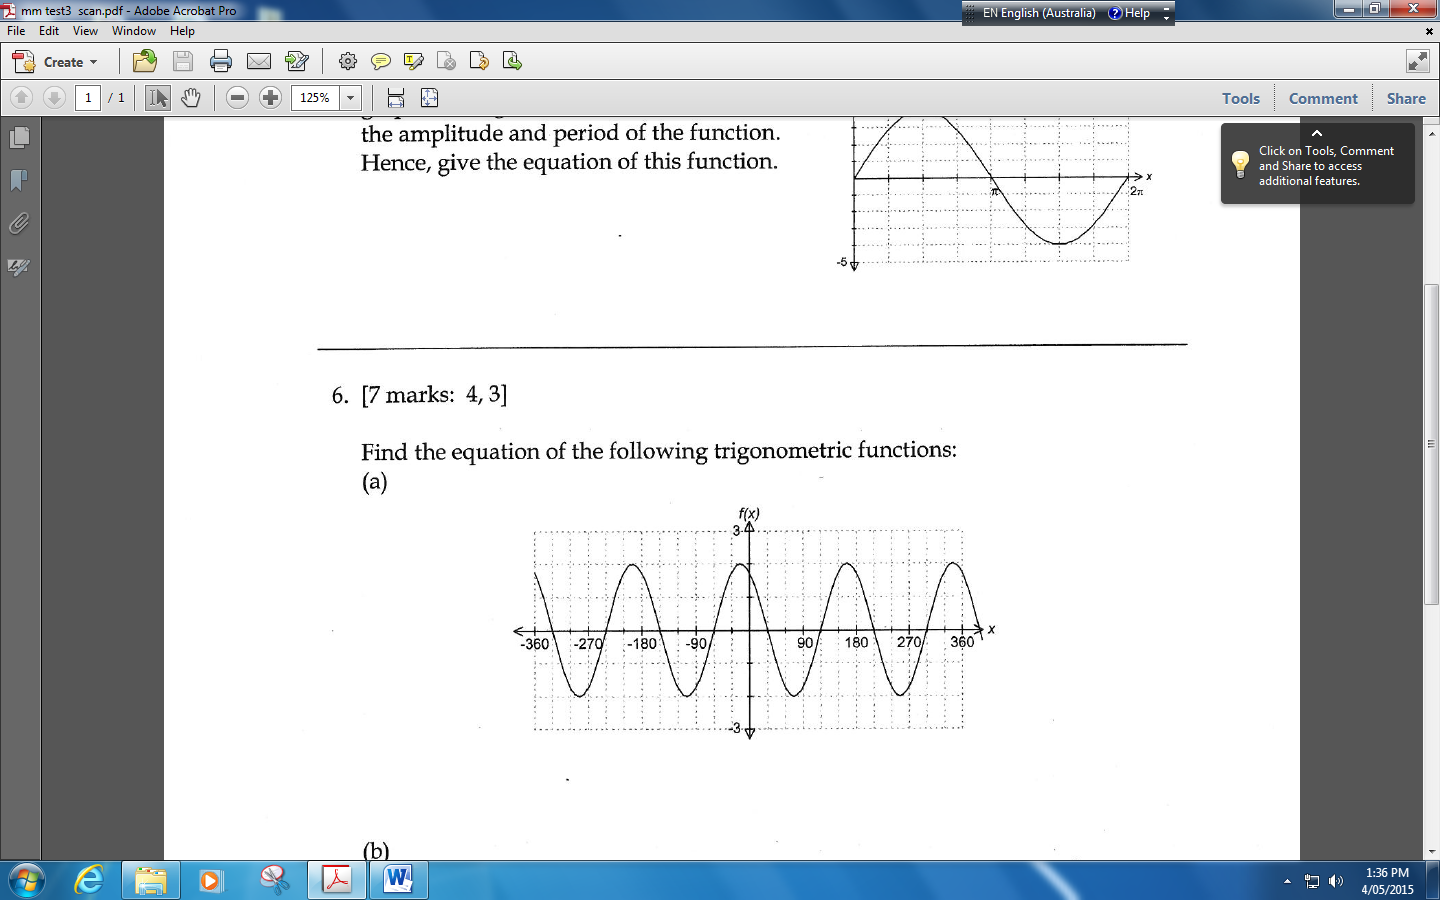 mm test3 scan.pdf - Adobe Acrobat Pro
EN English (Australia) Help
File Edit View Window Help
Create
1 / 1 125% Tools Comment Share
the amplitude and period of the function.
Hence, give the equation of this function.
x
π 2π
-5
Click on Tools, Comment
and Share to access
additional features.
6. [7 marks: 4, 3]
Find the equation of the following trigonometric functions:
(a)
f(x)
3
x
-360 -270 -180 -90 90 180 270 360
-3
(b)
1:36 PM
4/05/2015